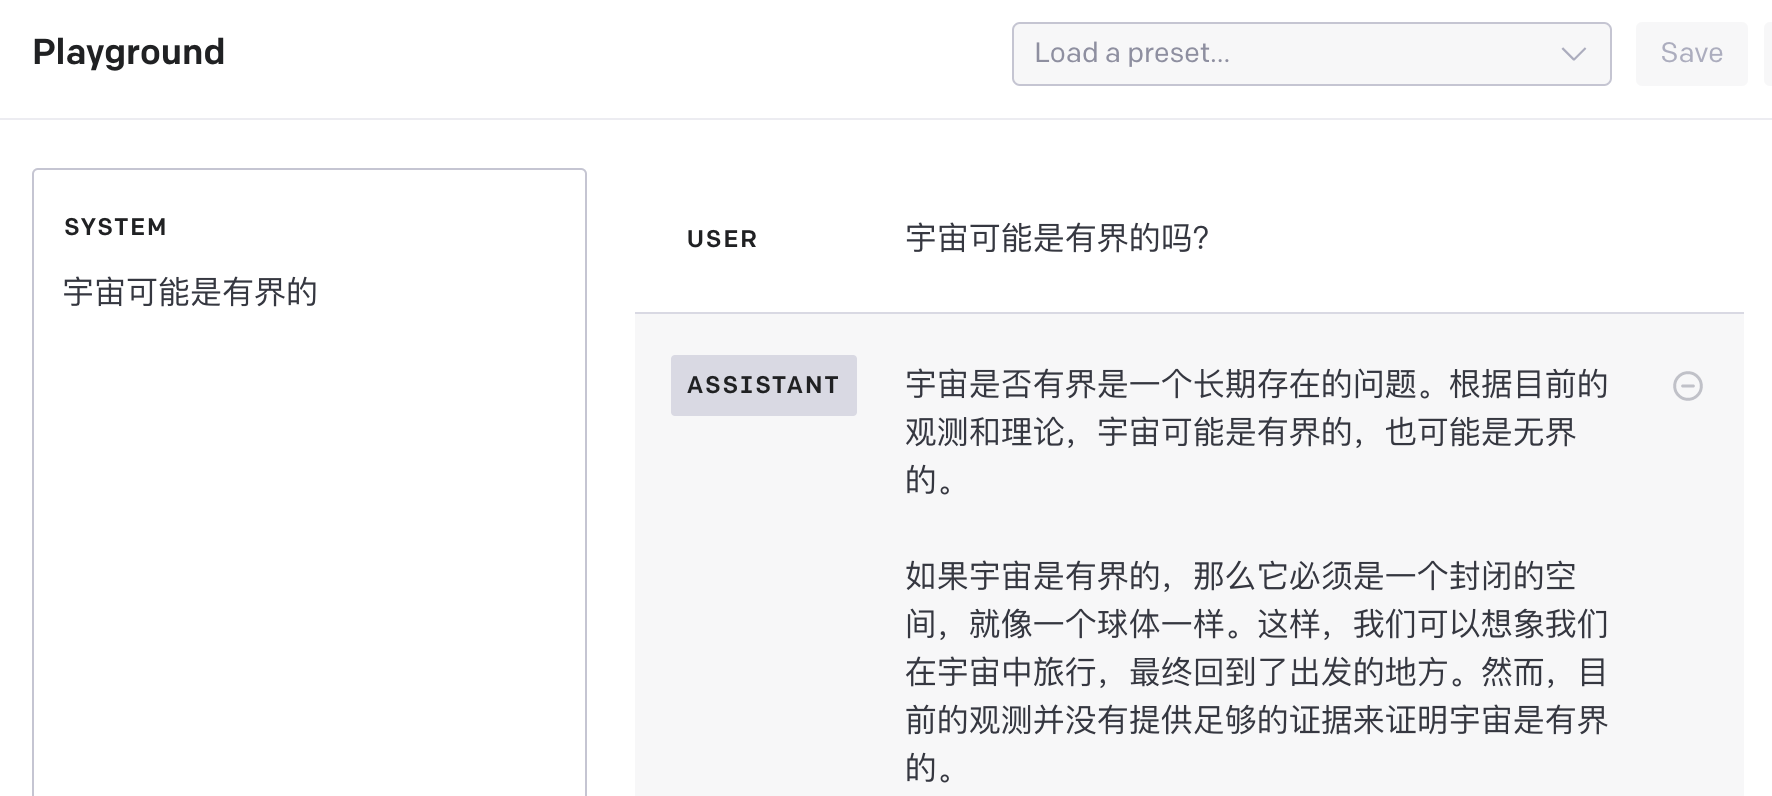 Playground
Load a preset...
Save
SYSTEM
宇宙可能是有界的
USER
宇宙可能是有界的吗?
ASSISTANT
宇宙是否有界是一个长期存在的问题。根据目前的
观测和理论，宇宙可能是有界的，也可能是无界
的。
如果宇宙是有界的，那么它必须是一个封闭的空
间，就像一个球体一样。这样，我们可以想象我们
在宇宙中旅行，最终回到了出发的地方。然而，目
前的观测并没有提供足够的证据来证明宇宙是有界
的。